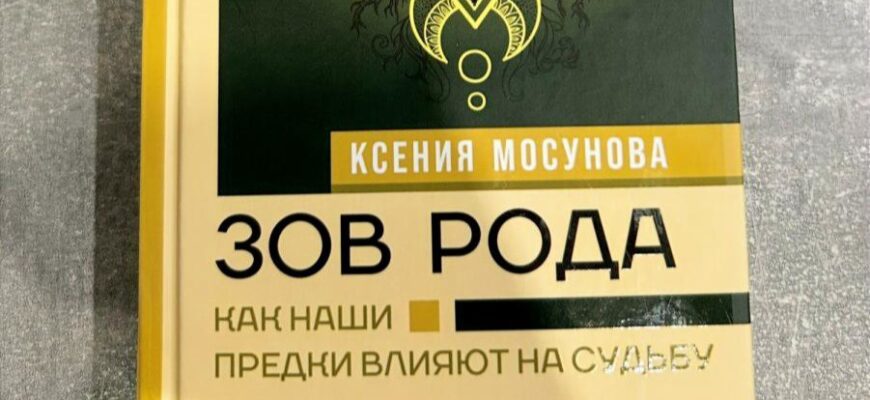 КСЕНИЯ МОСУНОВА
ЗОВ РОДА
КАК НАШИ
ПРЕДКИ ВЛИЯЮТ НА СУДЬБУ